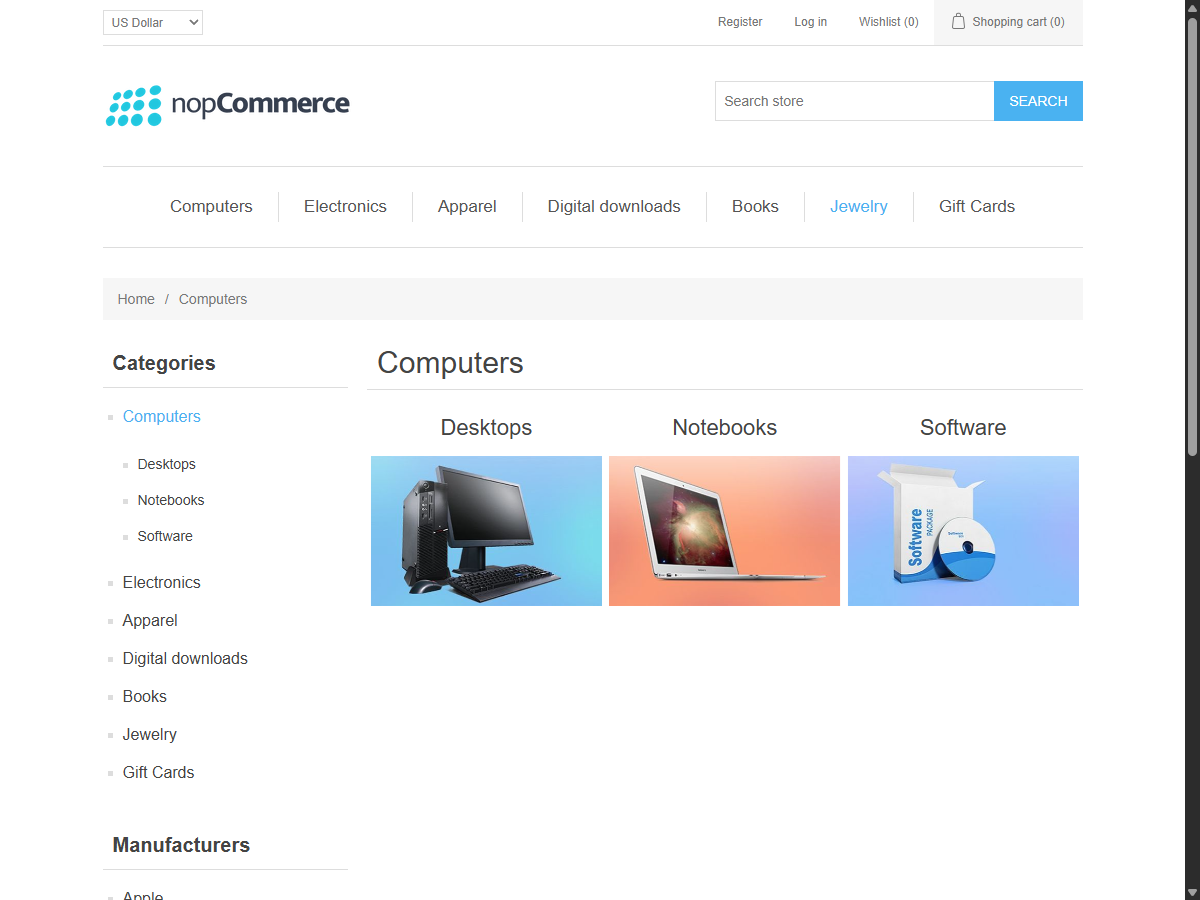 US Dollar
Register
Log in
Wishlist (0)
Shopping cart (0)
nopCommerce
Search store
SEARCH
Computers
Electronics
Apparel
Digital downloads
Books
Jewelry
Gift Cards
Home / Computers
Categories
Computers
Desktops
Notebooks
Software
Electronics
Apparel
Digital downloads
Books
Jewelry
Gift Cards
Manufacturers
Apple
Computers
Desktops
Notebooks
Software
Software
PACKAGE